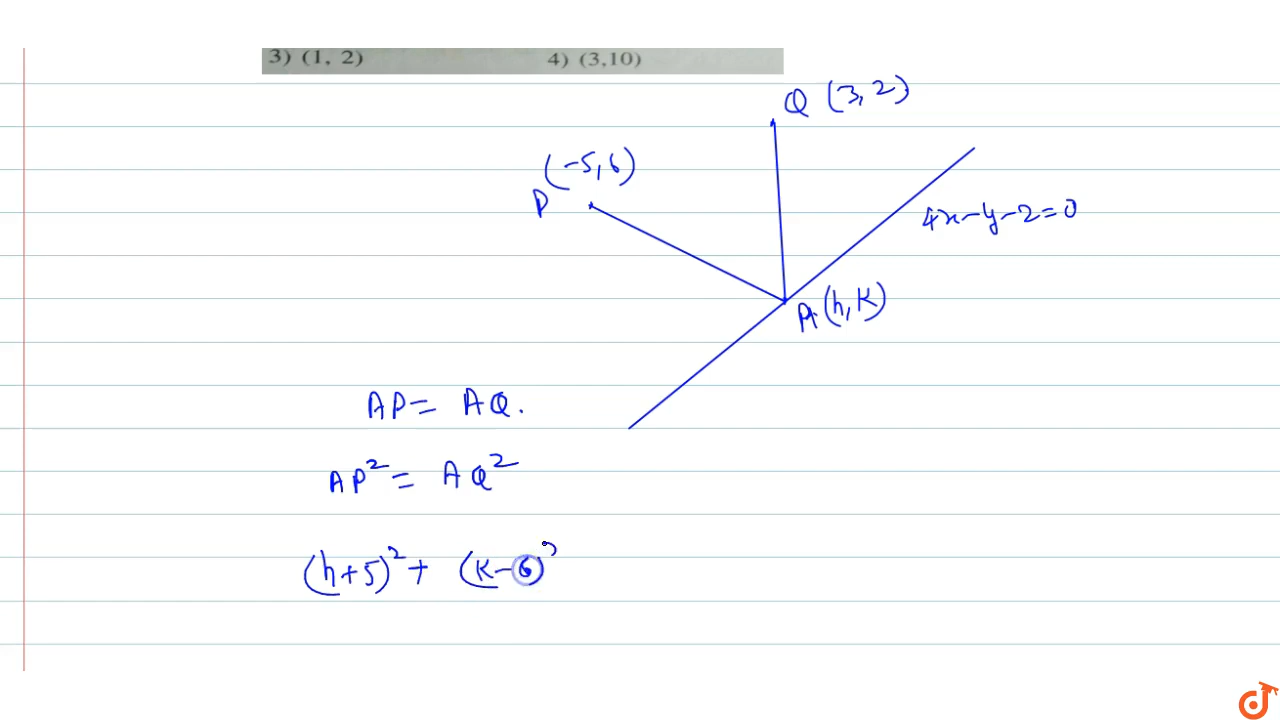 3) (1, 2) 4) (3,10)
Q (3, 2)
(-5, 6)
P
4x-y-2=0
A (h, K)
AP = AQ.
AP² = AQ²
(h+5)² + (K-6)²
d